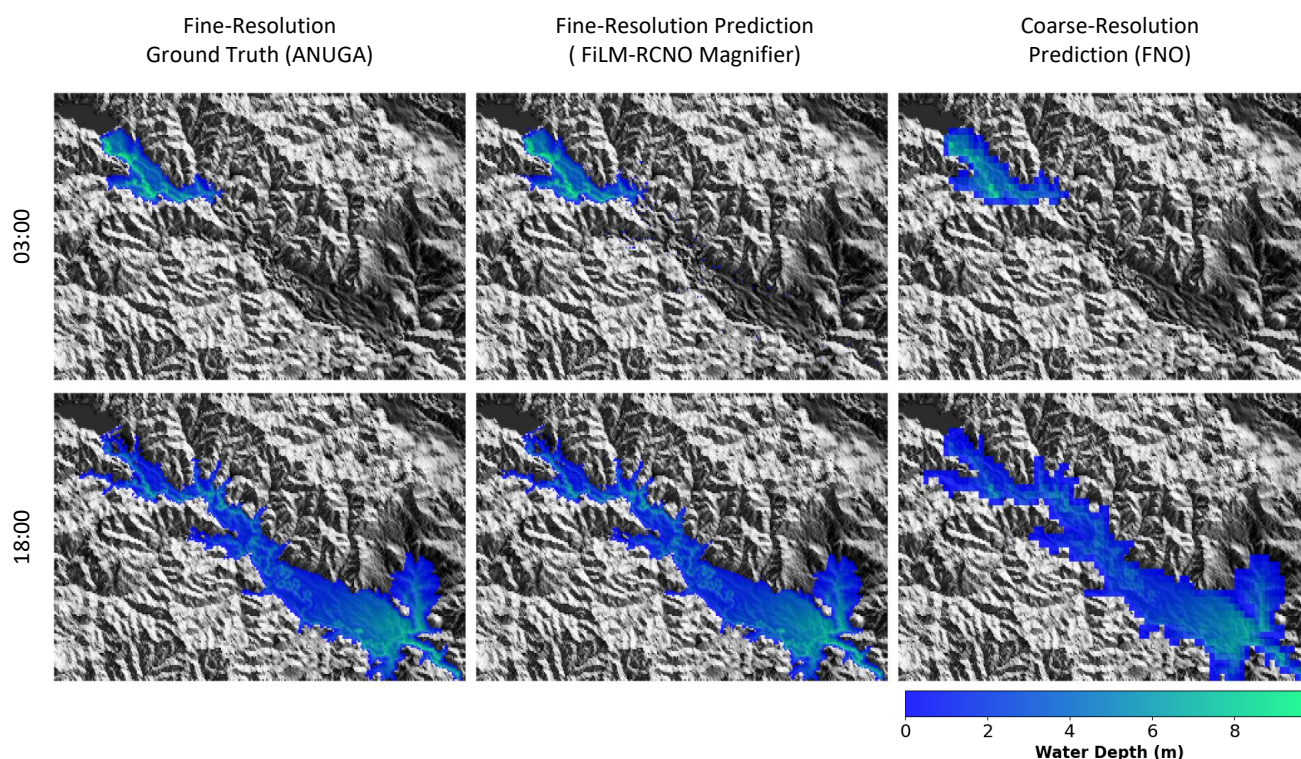 Fine-Resolution
Ground Truth (ANUGA)
Fine-Resolution Prediction
( FiLM-RCNO Magnifier)
Coarse-Resolution
Prediction (FNO)
03:00
18:00
0 2 4 6 8
Water Depth (m)